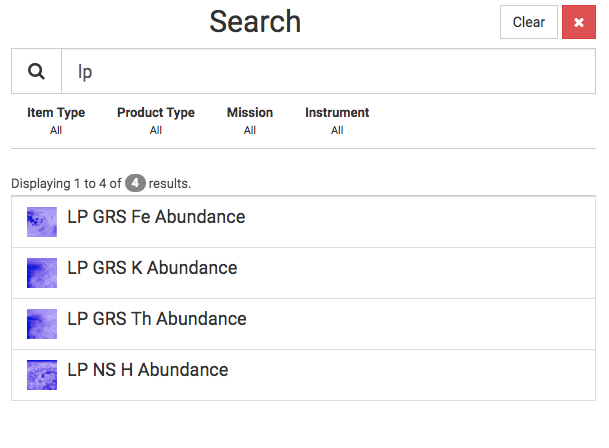 Search
Clear
lp
Item Type Product Type Mission Instrument
All All All All
Displaying 1 to 4 of 4 results.
LP GRS Fe Abundance
LP GRS K Abundance
LP GRS Th Abundance
LP NS H Abundance